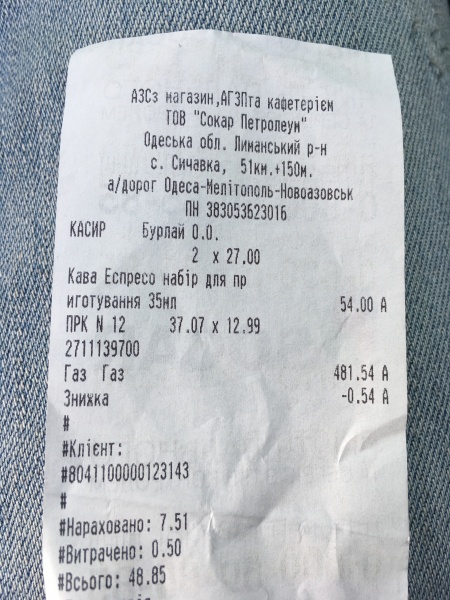 АЗСз магазин,АГЗПта кафетєрієм
ТОВ "Сокар Петролеум"
Одеська обл. Лиманський р-н
с. Сичавка, 51км.+150м.
а/дорог Одеса-Мелітополь-Новоазовськ
ПН 383053623016
КАСИР Бурлай О.О.
2 x 27.00
Кава Еспресо набір для пр
иготування 35мл 54.00 А
ПРК N 12 37.07 x 12.99
2711139700
Газ Газ 481.54 А
Знижка -0.54 А
#
#Клієнт:
#8041100000123143
#
#Нараховано: 7.51
#Витрачено: 0.50
#Всього: 48.85